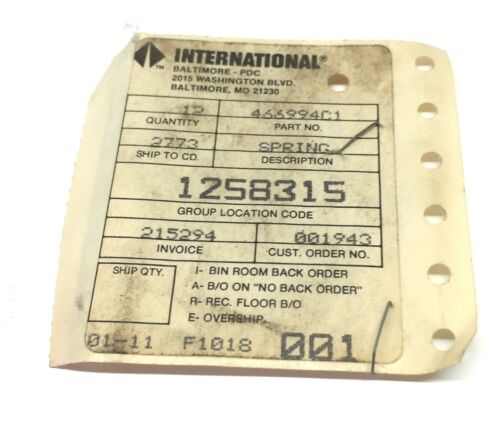 INTERNATIONAL®
BALTIMORE - PDC
2015 WASHINGTON BLVD.
BALTIMORE, MD 21230
TM
12 466994C1
QUANTITY PART NO.
2773 SPRING
SHIP TO CD. DESCRIPTION
1258315
GROUP LOCATION CODE
215294 001943
INVOICE CUST. ORDER NO.
SHIP QTY.
I- BIN ROOM BACK ORDER
A- B/O ON "NO BACK ORDER"
R- REC. FLOOR B/O
E- OVERSHIP
01-11 F1018 001